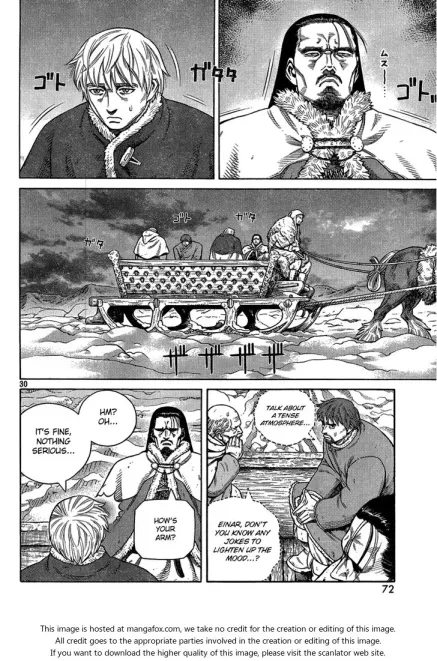 ゴト
ガタタ
ムスー……
ゴトッ
ガタ
ゴト
ガタ
ザザザザ
30
HM?
OH...
IT'S FINE,
NOTHING
SERIOUS...
HOW'S
YOUR
ARM?
TALK ABOUT
A TENSE
ATMOSPHERE...
EINAR, DON'T
YOU KNOW ANY
JOKES TO
LIGHTEN UP THE
MOOD...?
72
This image is hosted at mangafox.com, we take no credit for the creation or editing of this image.
All credit goes to the appropriate parties involved in the creation or editing of this image.
If you want to download the higher quality of this image, please visit the scanlator web site.